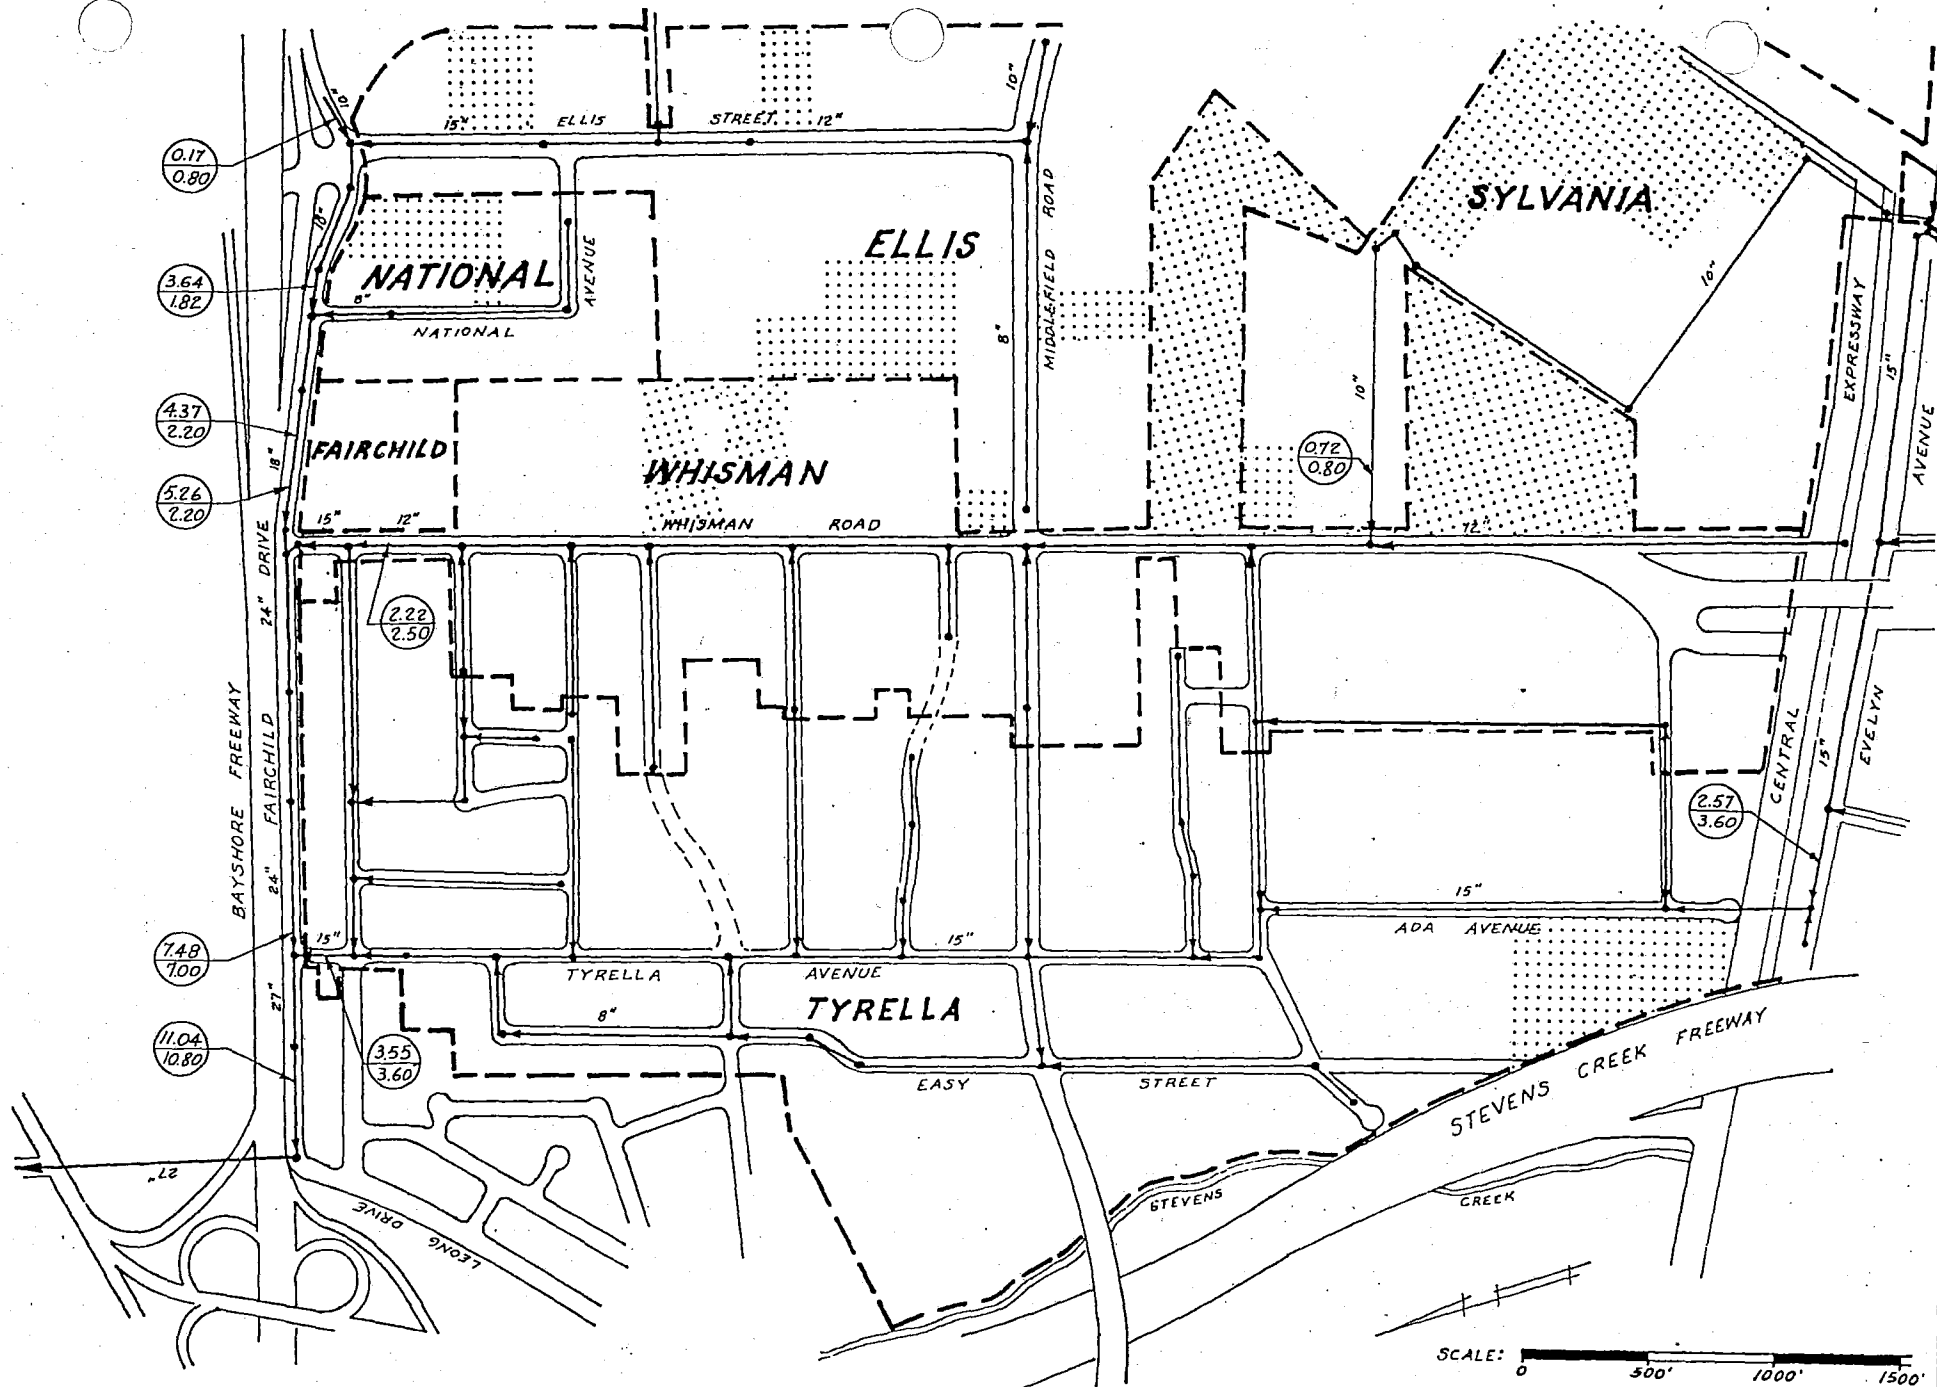 10"
10"
15"
ELLIS
STREET
12"
0.17
0.80
MIDDLEFIELD ROAD
SYLVANIA
18"
ELLIS
NATIONAL
AVENUE
3.64
1.82
8"
NATIONAL
8"
10"
10"
EXPRESSWAY
15"
AVENUE
4.37
2.20
18"
FAIRCHILD
WHISMAN
0.72
0.80
5.26
2.20
15"
12"
WHISMAN
ROAD
12"
24" DRIVE
2.22
2.50
BAYSHORE FREEWAY
FAIRCHILD
24"
CENTRAL
15"
EVELYN
2.57
3.60
15"
ADA AVENUE
7.48
7.00
15"
15"
TYRELLA
AVENUE
27"
TYRELLA
8"
11.04
10.80
3.55
3.60
EASY
STREET
STEVENS CREEK FREEWAY
27"
STEVENS
CREEK
LEONG
DRIVE
SCALE:
0
500'
1000'
1500'